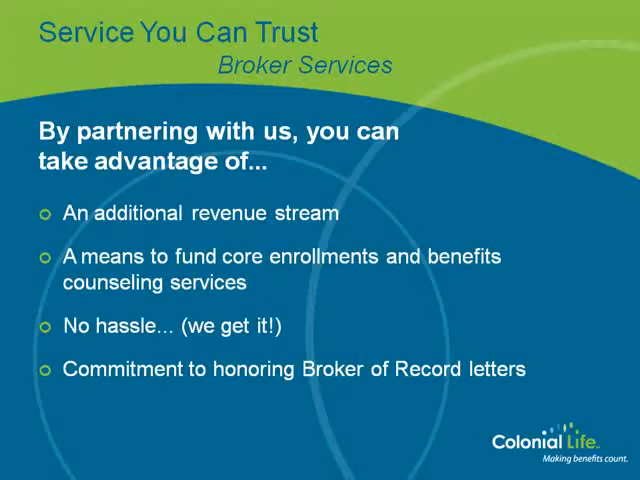 Service You Can Trust
Broker Services
By partnering with us, you can
take advantage of...
An additional revenue stream
A means to fund core enrollments and benefits
counseling services
No hassle... (we get it!)
Commitment to honoring Broker of Record letters
Colonial Life™
Making benefits count.